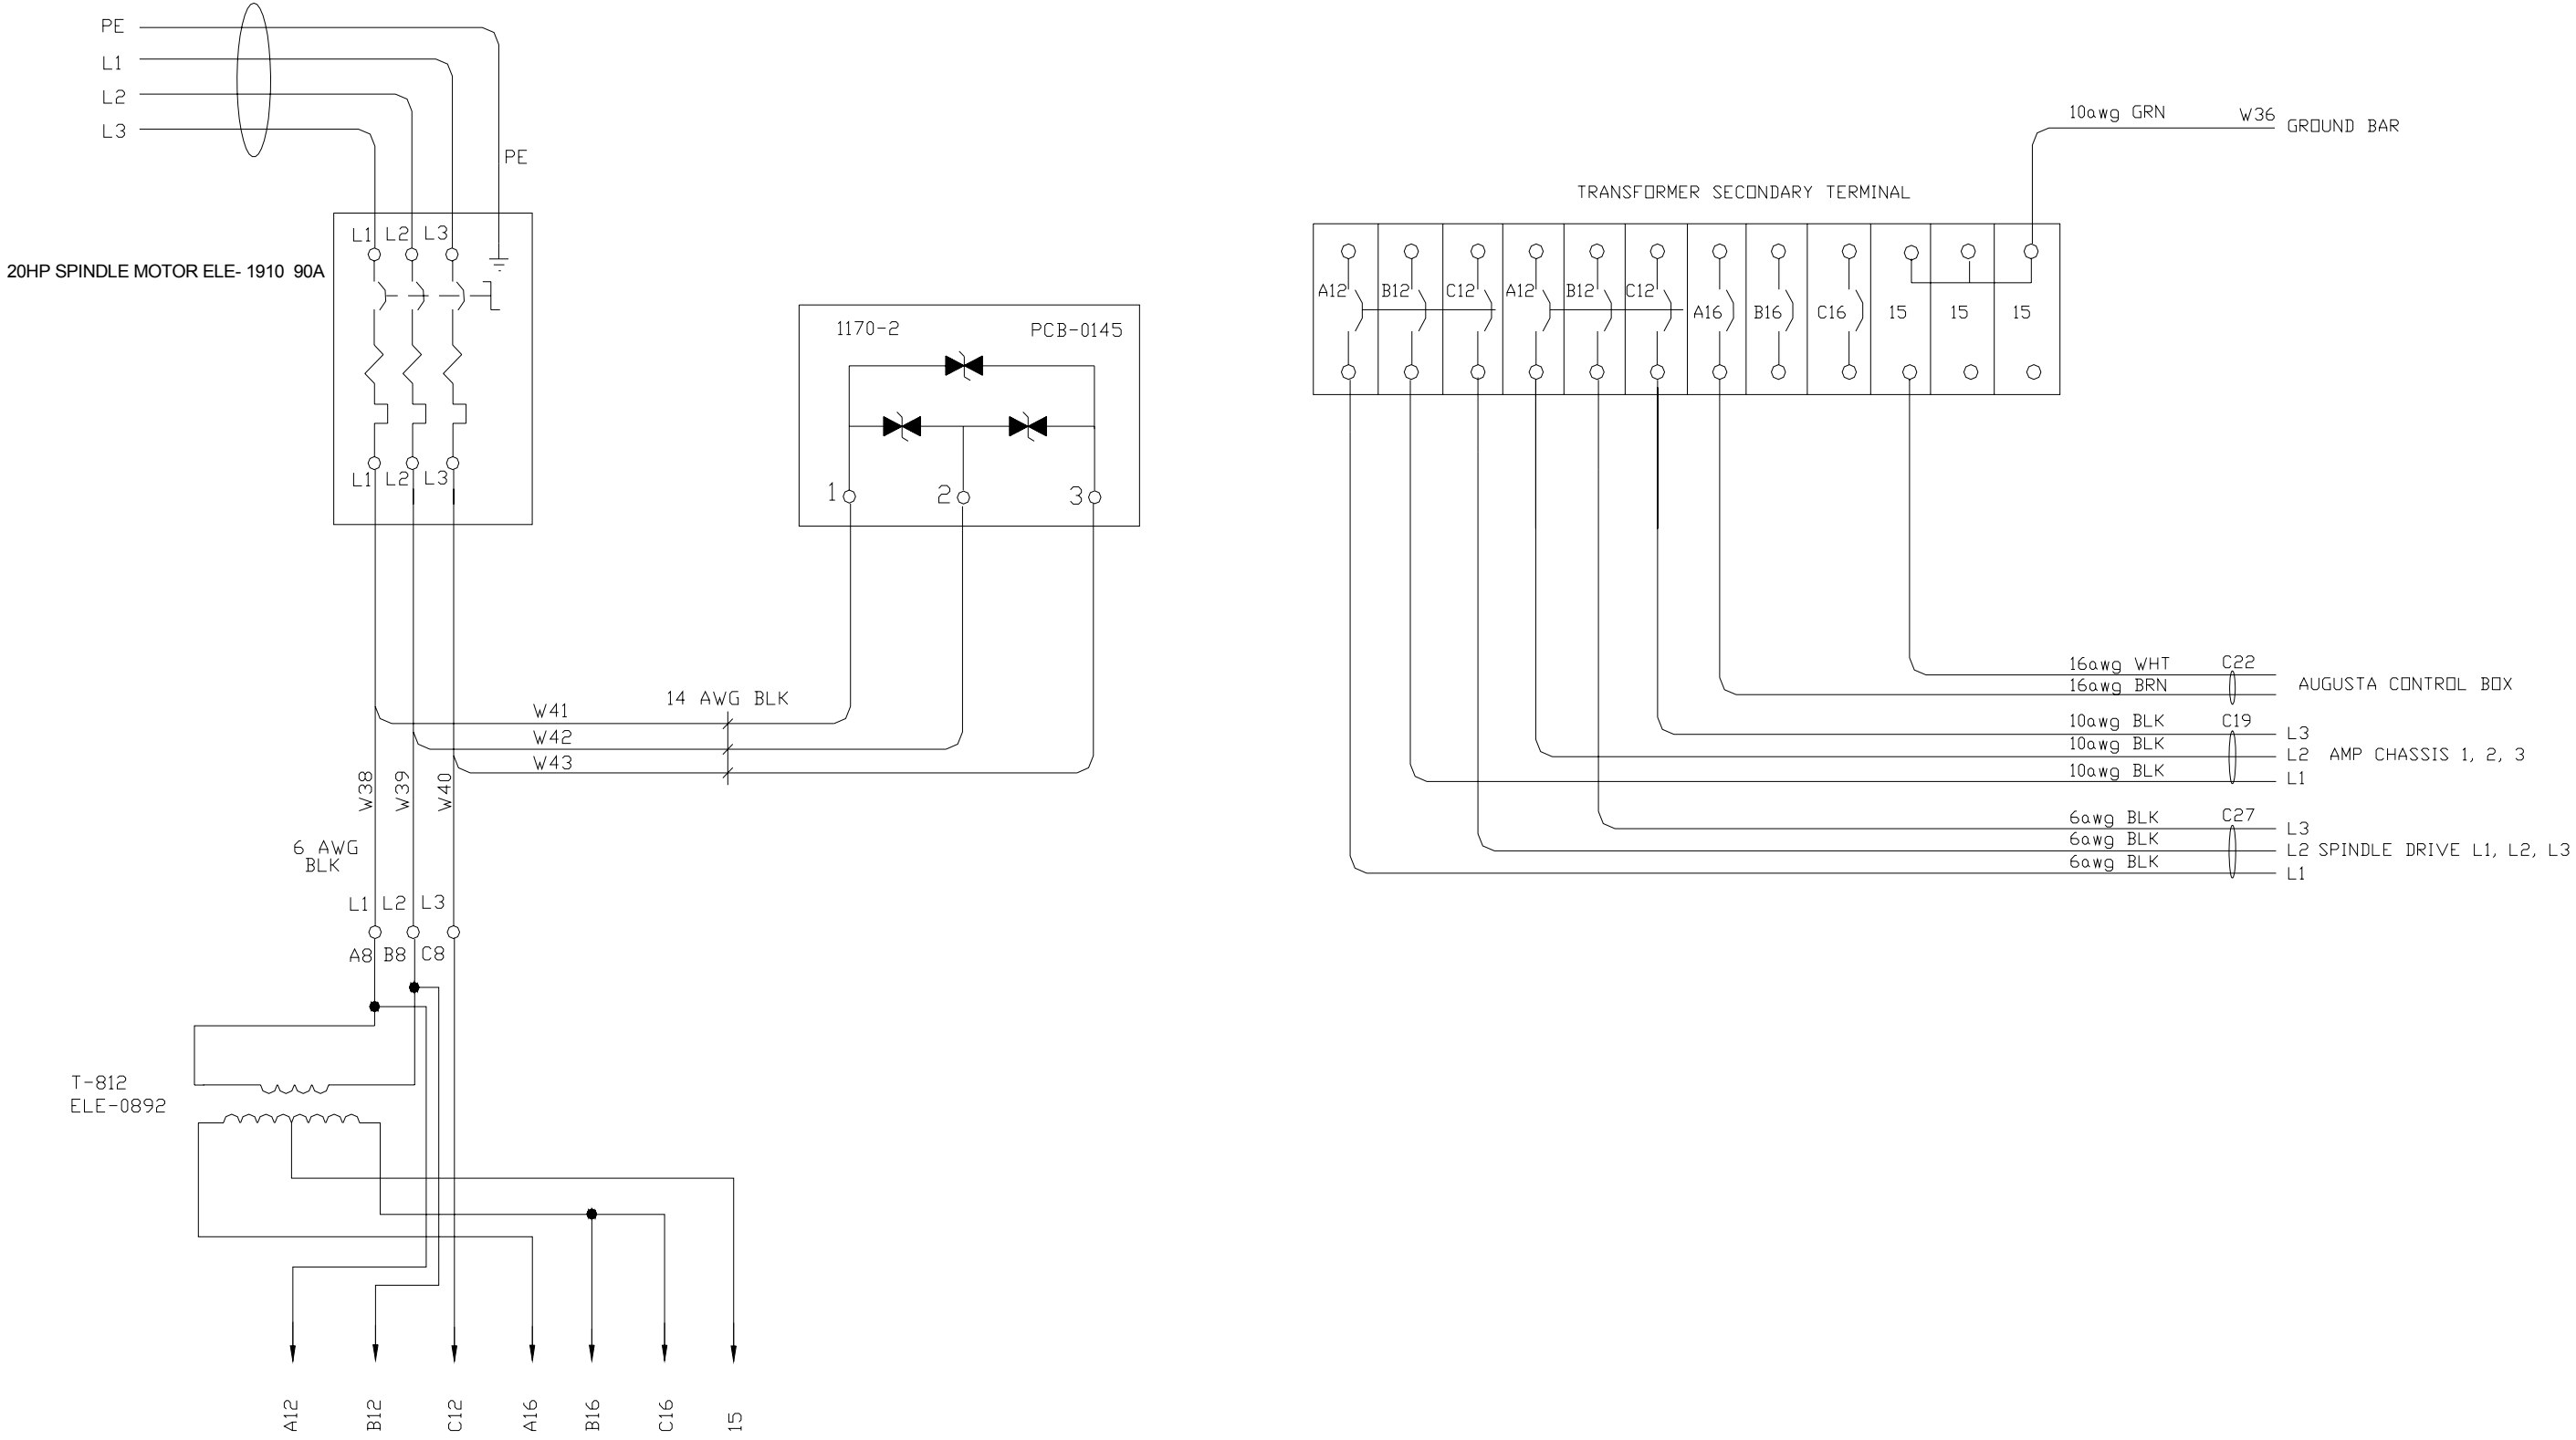 PE
L1
L2
L3
PE
L1 L2 L3
20HP SPINDLE MOTOR ELE- 1910 90A
L1 L2 L3
1170-2 PCB-0145
1 2 3
14 AWG BLK
W41
W42
W43
W38 W39 W40
6 AWG
BLK
L1 L2 L3
A8 B8 C8
T-812
ELE-0892
A12 B12 C12 A16 B16 C16 15
10awg GRN W36 GROUND BAR
TRANSFORMER SECONDARY TERMINAL
A12 B12 C12 A12 B12 C12 A16 B16 C16 15 15 15
16awg WHT C22
16awg BRN AUGUSTA CONTROL BOX
10awg BLK C19 L3
10awg BLK L2 AMP CHASSIS 1, 2, 3
10awg BLK L1
6awg BLK C27 L3
6awg BLK L2 SPINDLE DRIVE L1, L2, L3
6awg BLK L1